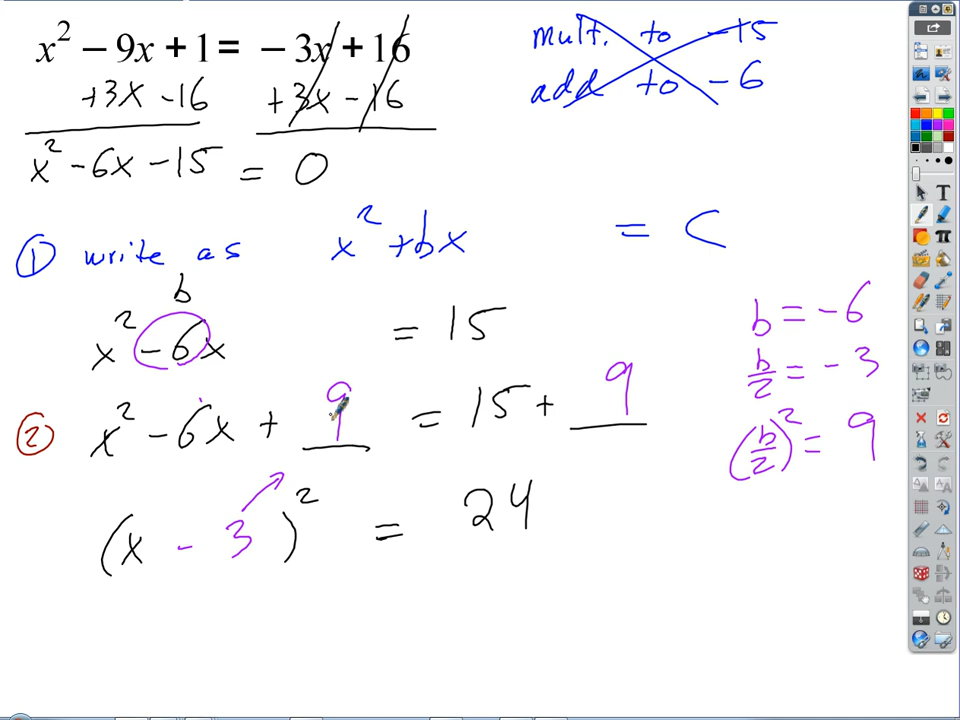 x² − 9x + 1 = − 3x + 16
+3x −16 +3x −16
x² − 6x − 15 = 0
mult. to −15
add to −6
① write as x² + bx = C
b
x² − 6x = 15
② x² − 6x + 9 = 15 + 9
(x − 3)² = 24
b = −6
b/2 = −3
(b/2)² = 9
T
π